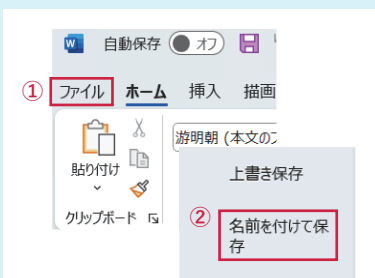 自動保存 オフ
① ファイル ホーム 挿入 描画
貼り付け
游明朝 (本文のフ
クリップボード
上書き保存
② 名前を付けて保
存